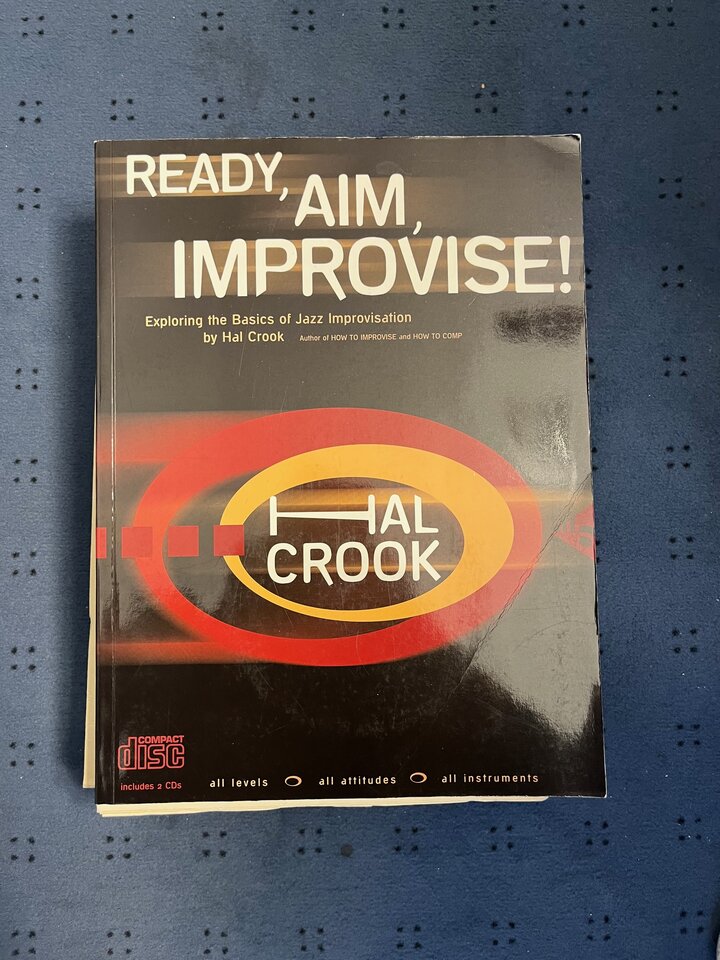 READY,
AIM,
IMPROVISE!
Exploring the Basics of Jazz Improvisation
by Hal Crook Author of HOW TO IMPROVISE and HOW TO COMP
HAL
CROOK
COMPACT
disc
includes 2 CDs
all levels all attitudes all instruments